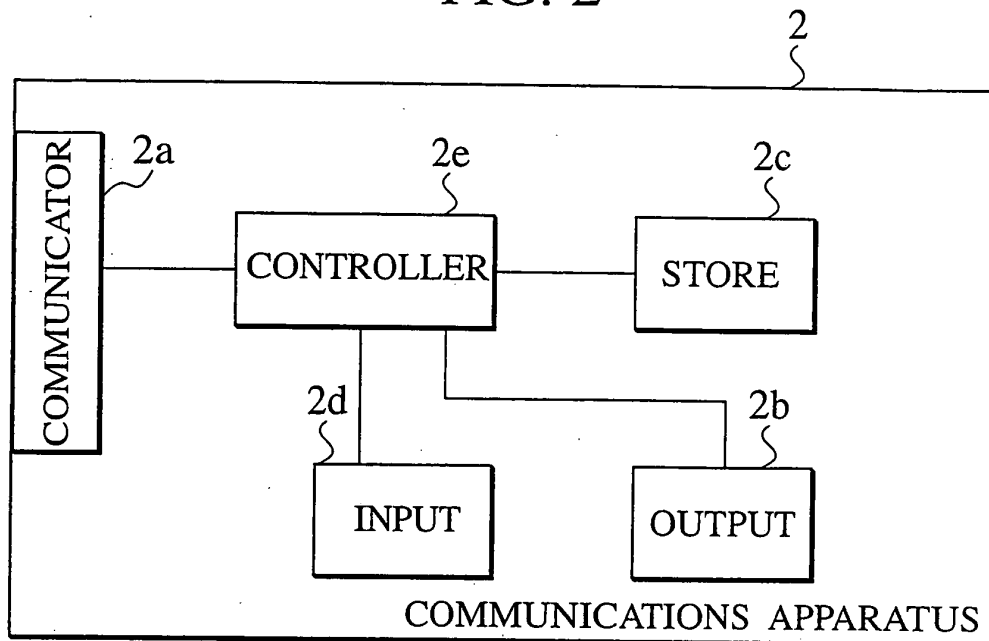 FIG. 2
2
COMMUNICATOR
2a
2e
2c
CONTROLLER
STORE
2d
2b
INPUT
OUTPUT
COMMUNICATIONS APPARATUS